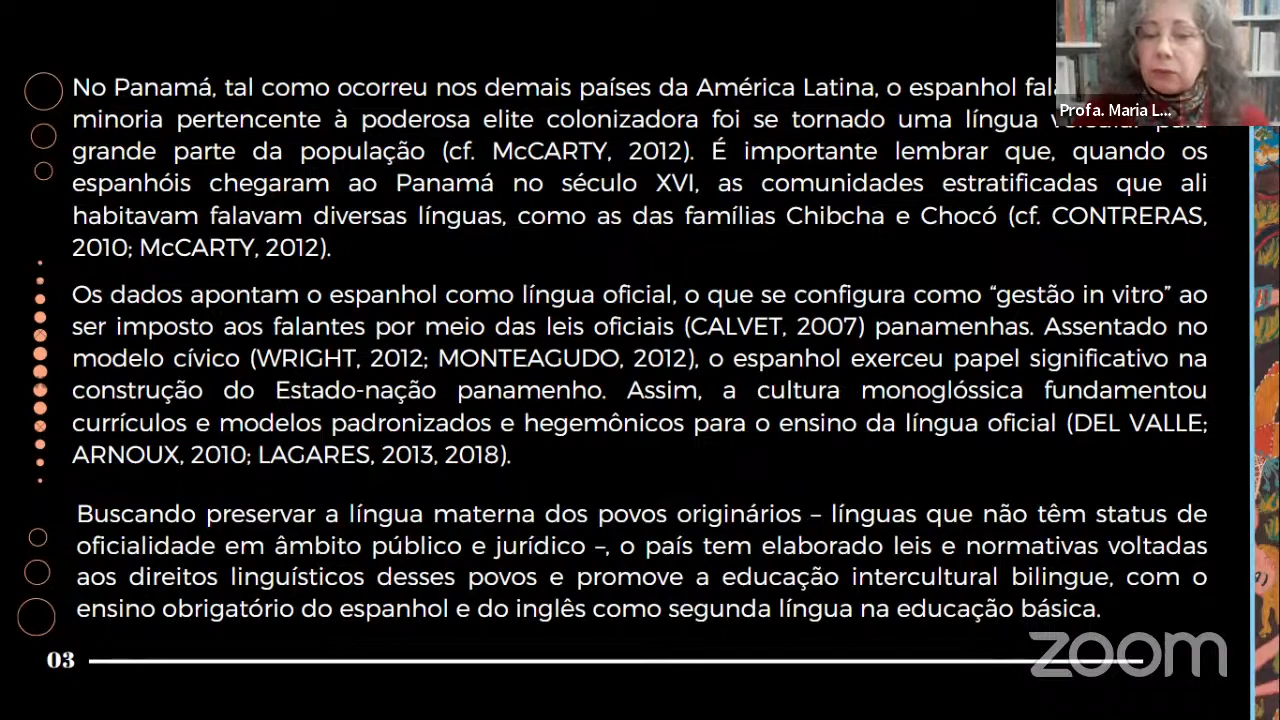 No Panamá, tal como ocorreu nos demais países da América Latina, o espanhol
minoria pertencente à poderosa elite colonizadora foi se tornado uma língua
grande parte da população (cf. McCARTY, 2012). É importante lembrar que, quando os
espanhóis chegaram ao Panamá no século XVI, as comunidades estratificadas que ali
habitavam falavam diversas línguas, como as das famílias Chibcha e Chocó (cf. CONTRERAS,
2010; McCARTY, 2012).
Os dados apontam o espanhol como língua oficial, o que se configura como “gestão in vitro” ao
ser imposto aos falantes por meio das leis oficiais (CALVET, 2007) panamenhas. Assentado no
modelo cívico (WRIGHT, 2012; MONTEAGUDO, 2012), o espanhol exerceu papel significativo na
construção do Estado-nação panamenho. Assim, a cultura monoglóssica fundamentou
currículos e modelos padronizados e hegemônicos para o ensino da língua oficial (DEL VALLE;
ARNOUX, 2010; LAGARES, 2013, 2018).
Buscando preservar a língua materna dos povos originários – línguas que não têm status de
oficialidade em âmbito público e jurídico –, o país tem elaborado leis e normativas voltadas
aos direitos linguísticos desses povos e promove a educação intercultural bilingue, com o
ensino obrigatório do espanhol e do inglês como segunda língua na educação básica.
03
Profa. Maria L...
zoom